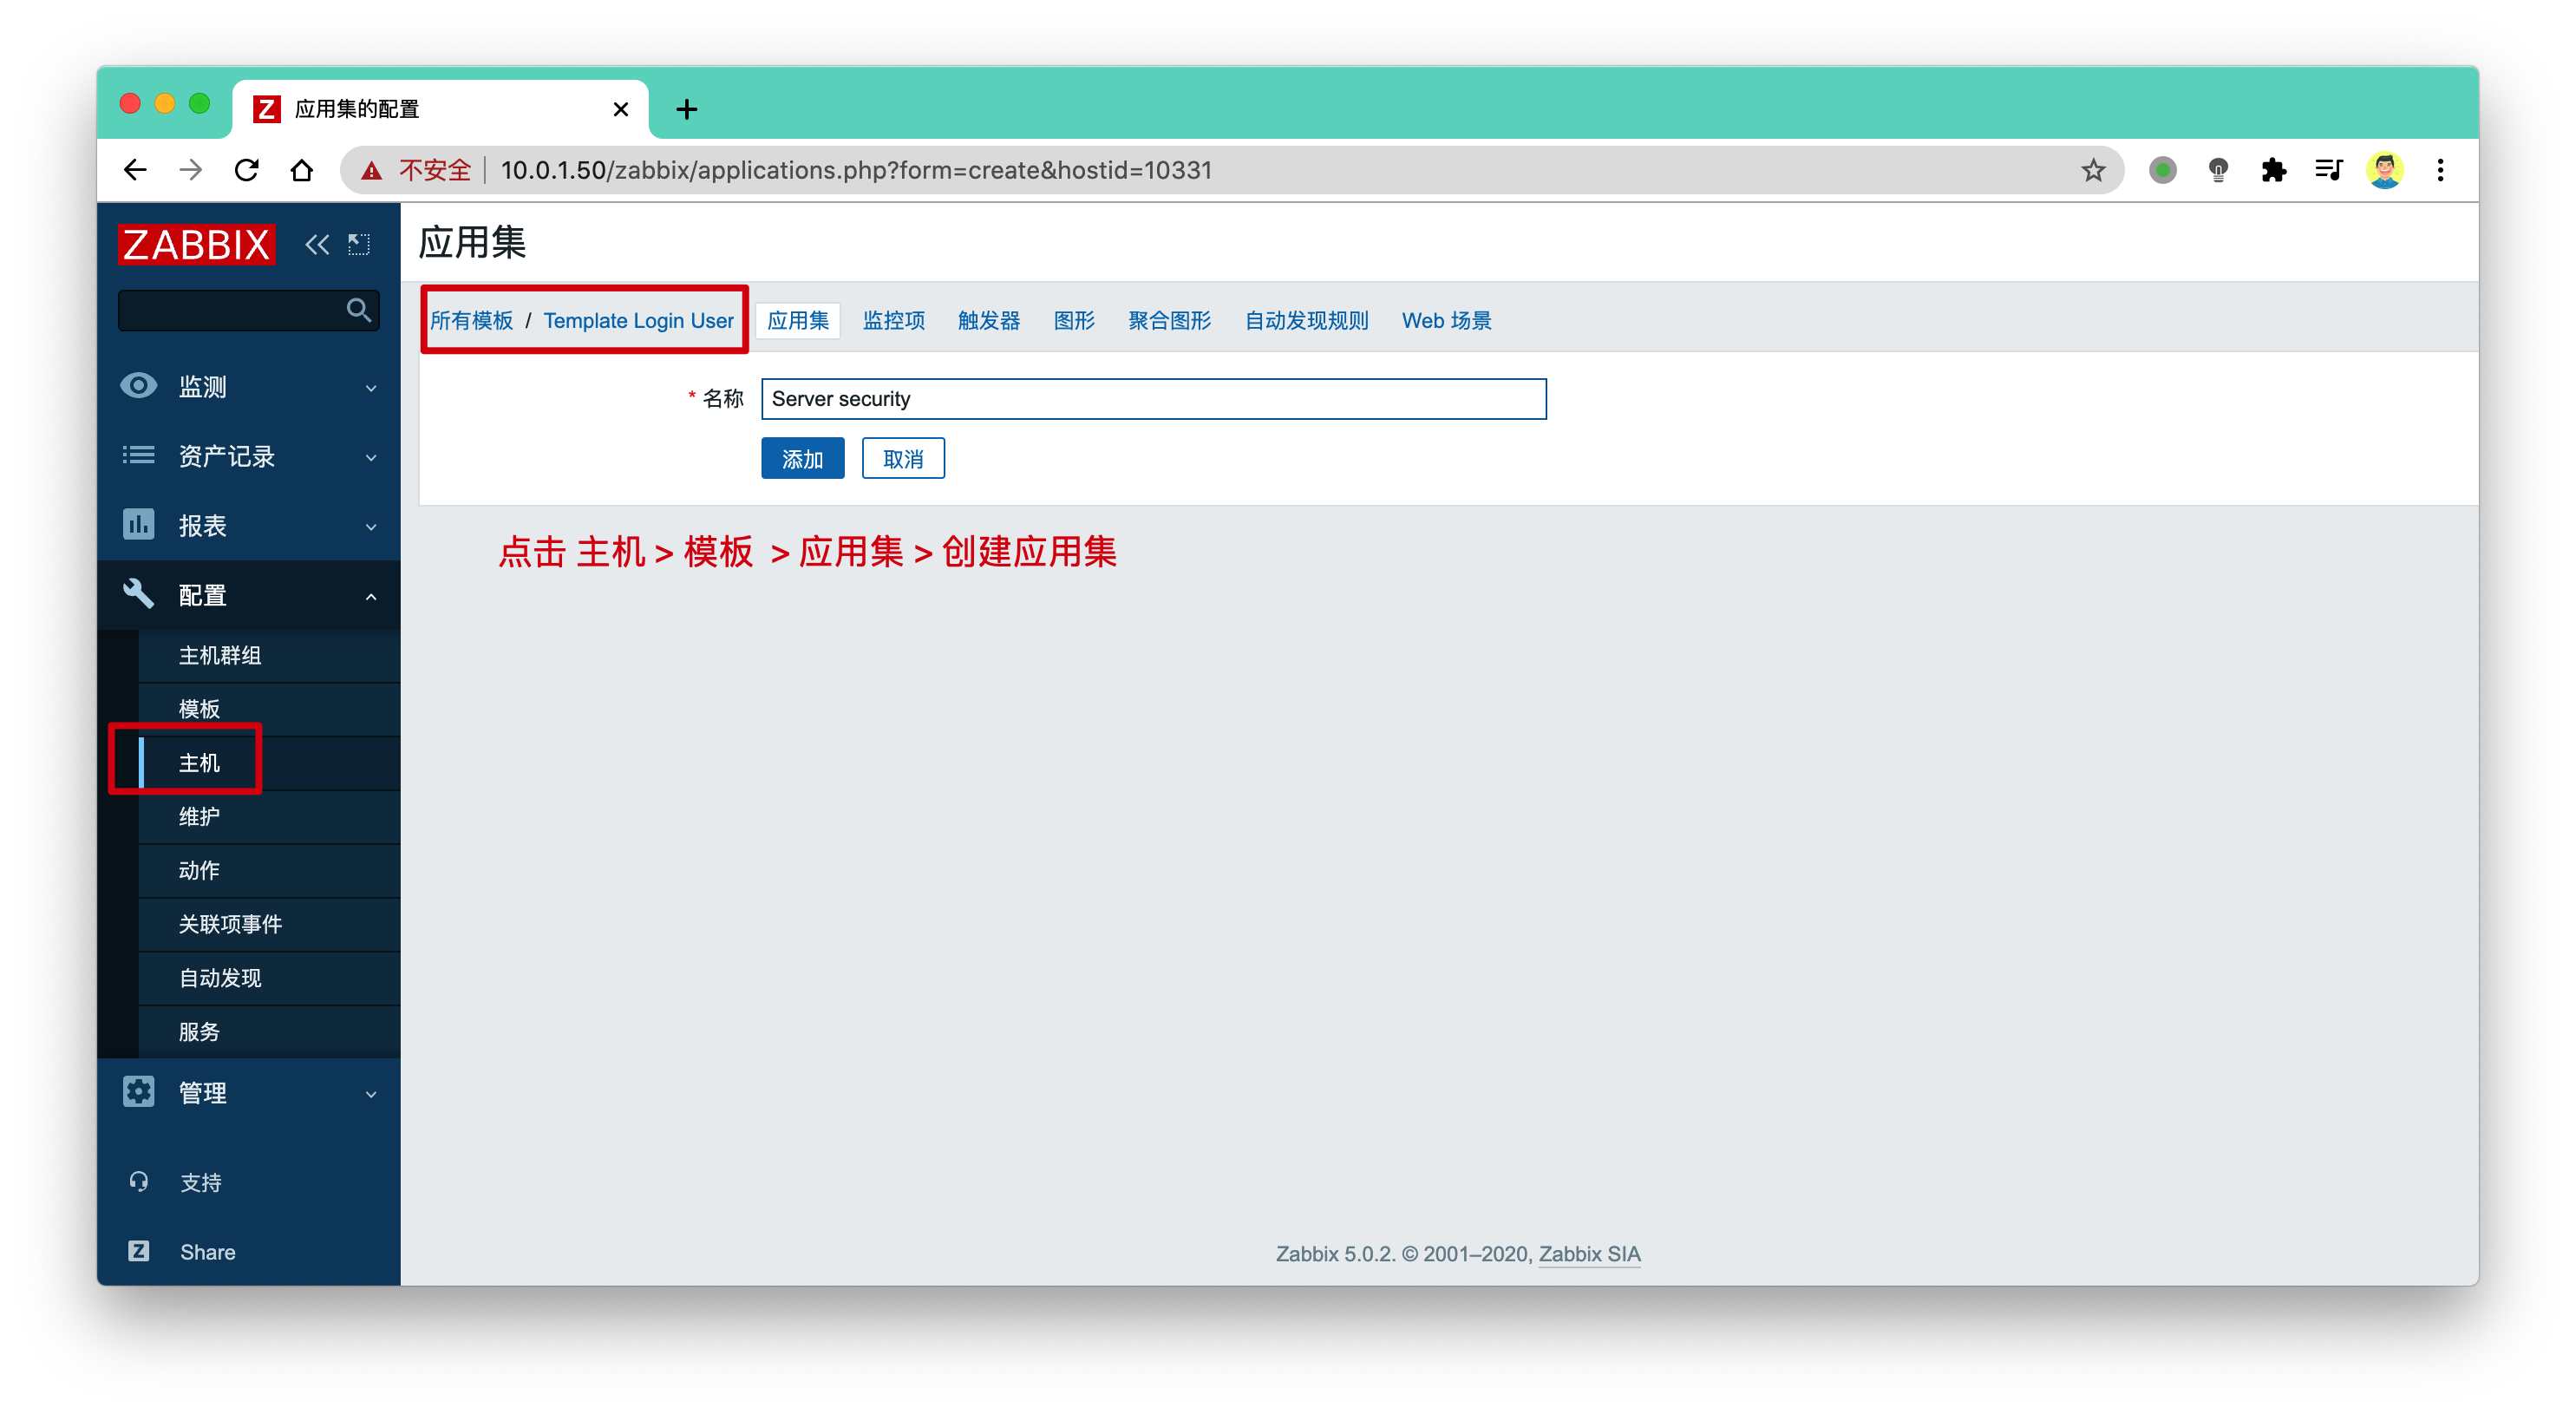 应用集的配置
不安全 10.0.1.50/zabbix/applications.php?form=create&hostid=10331
ZABBIX
应用集
所有模板 / Template Login User 应用集 监控项 触发器 图形 聚合图形 自动发现规则 Web 场景
* 名称 Server security
添加 取消
点击 主机 > 模板 > 应用集 > 创建应用集
监测
资产记录
报表
配置
主机群组
模板
主机
维护
动作
关联项事件
自动发现
服务
管理
支持
Z Share
Zabbix 5.0.2. © 2001–2020, Zabbix SIA